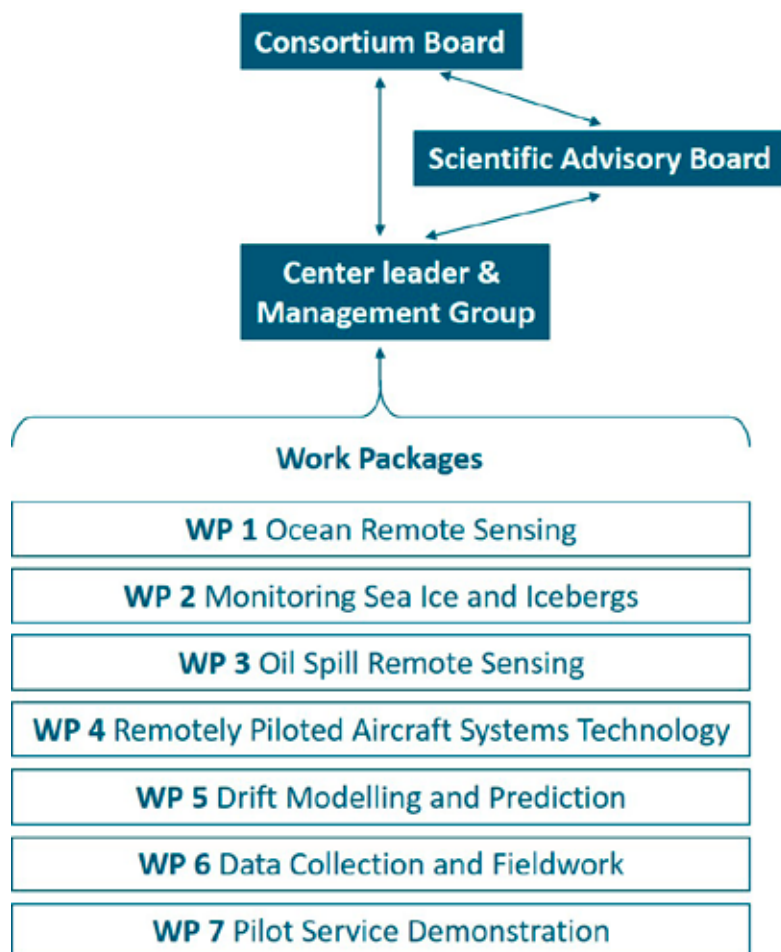 Consortium Board
Scientific Advisory Board
Center leader &
Management Group
Work Packages
WP 1 Ocean Remote Sensing
WP 2 Monitoring Sea Ice and Icebergs
WP 3 Oil Spill Remote Sensing
WP 4 Remotely Piloted Aircraft Systems Technology
WP 5 Drift Modelling and Prediction
WP 6 Data Collection and Fieldwork
WP 7 Pilot Service Demonstration